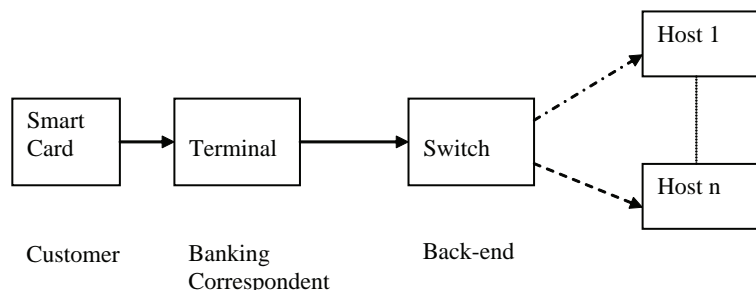 Host 1
Smart
Card
Terminal
Switch
Host n
Customer
Banking
Correspondent
Back-end